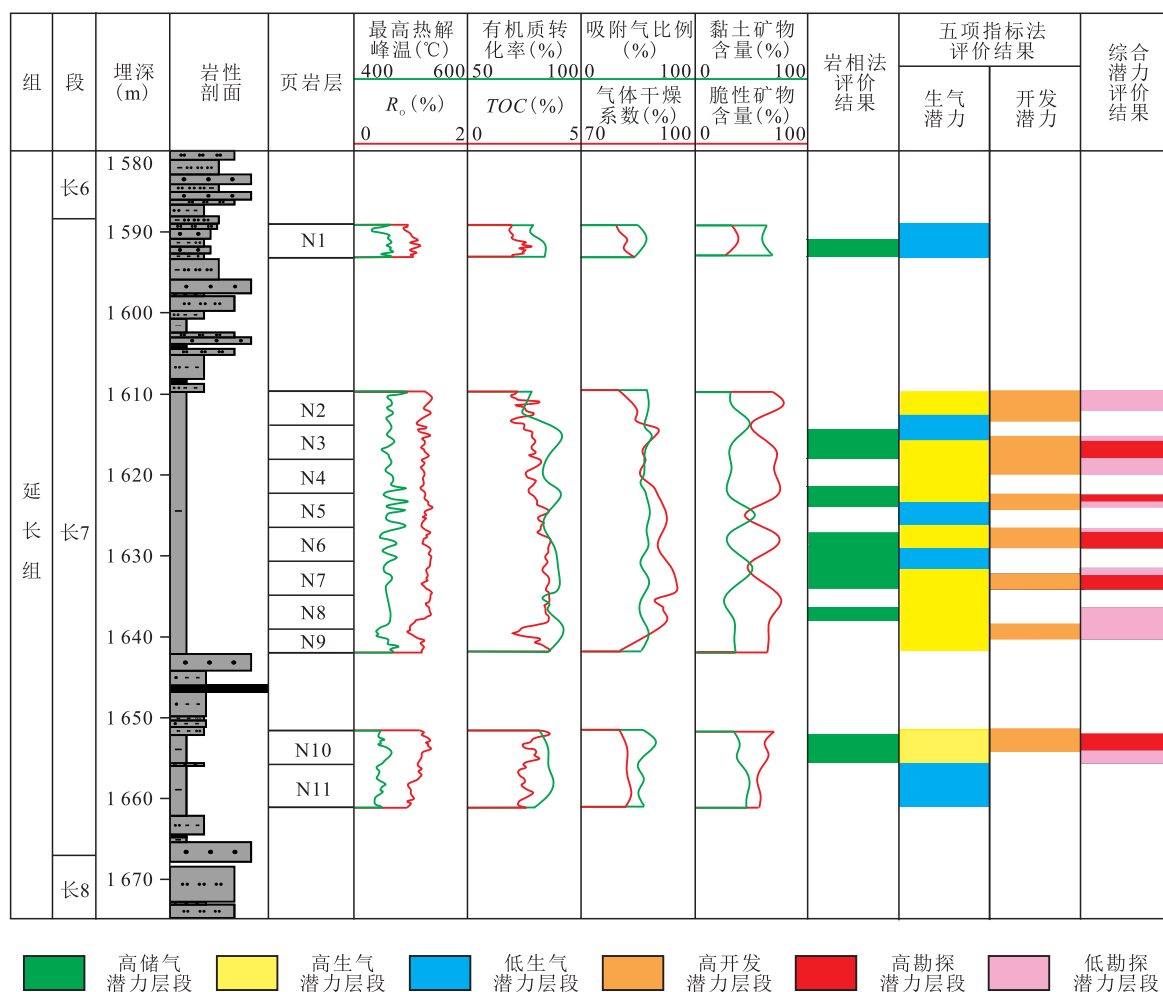 组
段
埋深
(m)
岩性
剖面
页岩层
最高热解
峰温(℃)
400 600
R。(%)
0 2
有机质转
化率(%)
50 100
TOC(%)
0 5
吸附气比例
(%)
0 100
气体干燥
系数(%)
70 100
黏土矿物
含量(%)
0 100
脆性矿物
含量(%)
0 100
岩相法
评价
结果
五项指标法
评价结果
生气
潜力
开发
潜力
综合
潜力
评价
结果
延长组
长6
长7
长8
1 580
1 590
1 600
1 610
1 620
1 630
1 640
1 650
1 660
1 670
N1
N2
N3
N4
N5
N6
N7
N8
N9
N10
N11
高储气
潜力层段
高生气
潜力层段
低生气
潜力层段
高开发
潜力层段
高勘探
潜力层段
低勘探
潜力层段